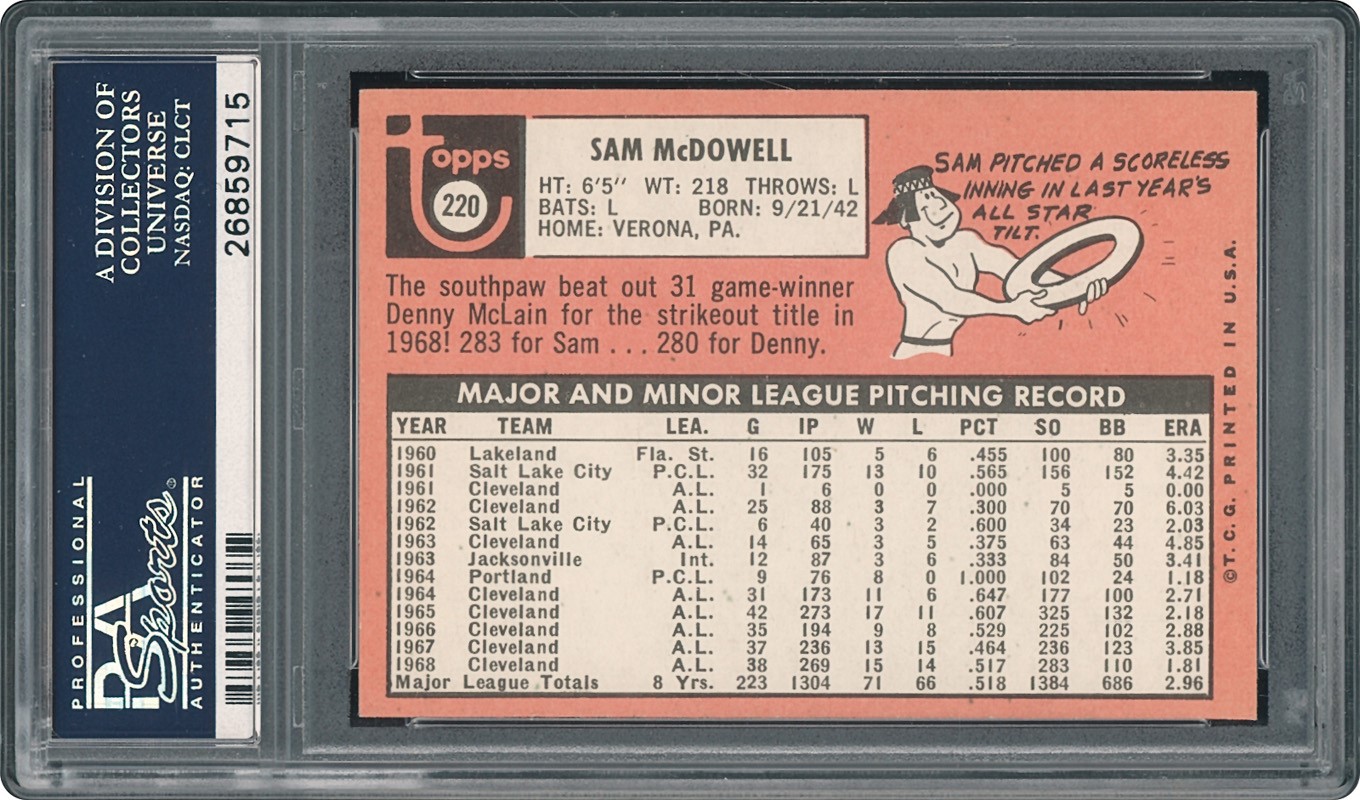 A DIVISION OF
COLLECTORS
UNIVERSE
NASDAQ: CLCT
26859715
PROFESSIONAL
PSA
Sports®
AUTHENTICATOR
topps
220
SAM McDOWELL
HT: 6'5" WT: 218 THROWS: L
BATS: L BORN: 9/21/42
HOME: VERONA, PA.
SAM PITCHED A SCORELESS
INNING IN LAST YEAR'S
ALL STAR
TILT.
The southpaw beat out 31 game-winner
Denny McLain for the strikeout title in
1968! 283 for Sam . . . 280 for Denny.
MAJOR AND MINOR LEAGUE PITCHING RECORD
YEAR TEAM LEA. G IP W L PCT SO BB ERA
1960 Lakeland Fla. St. 16 105 5 6 .455 100 80 3.35
1961 Salt Lake City P.C.L. 32 175 13 10 .565 156 152 4.42
1961 Cleveland A.L. 1 6 0 0 .000 5 5 0.00
1962 Cleveland A.L. 25 88 3 7 .300 70 70 6.03
1962 Salt Lake City P.C.L. 6 40 3 2 .600 34 23 2.03
1963 Cleveland A.L. 14 65 3 5 .375 63 44 4.85
1963 Jacksonville Int. 12 87 3 6 .333 84 50 3.41
1964 Portland P.C.L. 9 76 8 0 1.000 102 24 1.18
1964 Cleveland A.L. 31 173 11 6 .647 177 100 2.71
1965 Cleveland A.L. 42 273 17 11 .607 325 132 2.18
1966 Cleveland A.L. 35 194 9 8 .529 225 102 2.88
1967 Cleveland A.L. 37 236 13 15 .464 236 123 3.85
1968 Cleveland A.L. 38 269 15 14 .517 283 110 1.81
Major League Totals 8 Yrs. 223 1304 71 66 .518 1384 686 2.96
©T.C.G. PRINTED IN U.S.A.